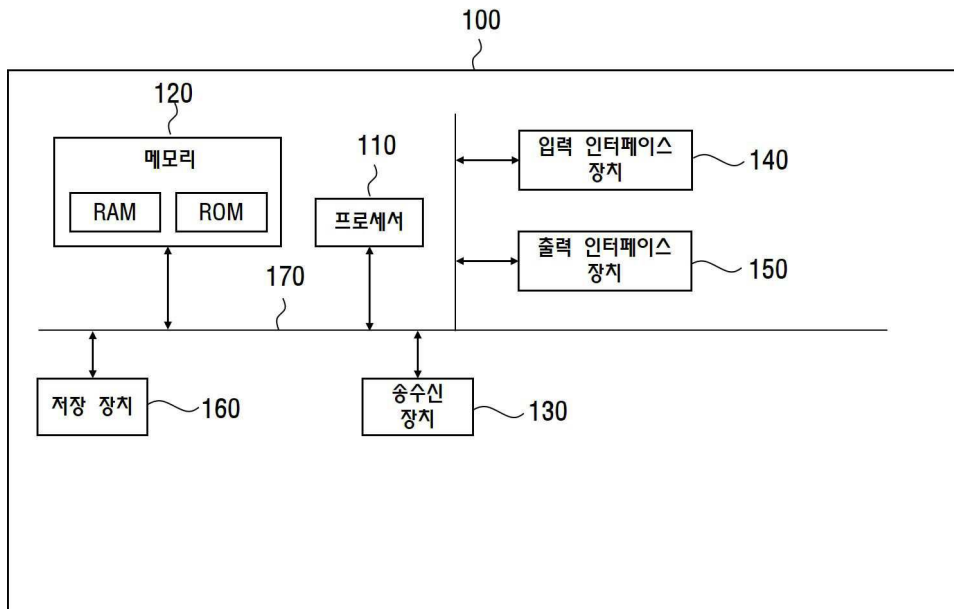 100
120
메모리
RAM
ROM
110
프로세서
입력 인터페이스
장치
140
출력 인터페이스
장치
150
170
저장 장치
160
송수신
장치
130